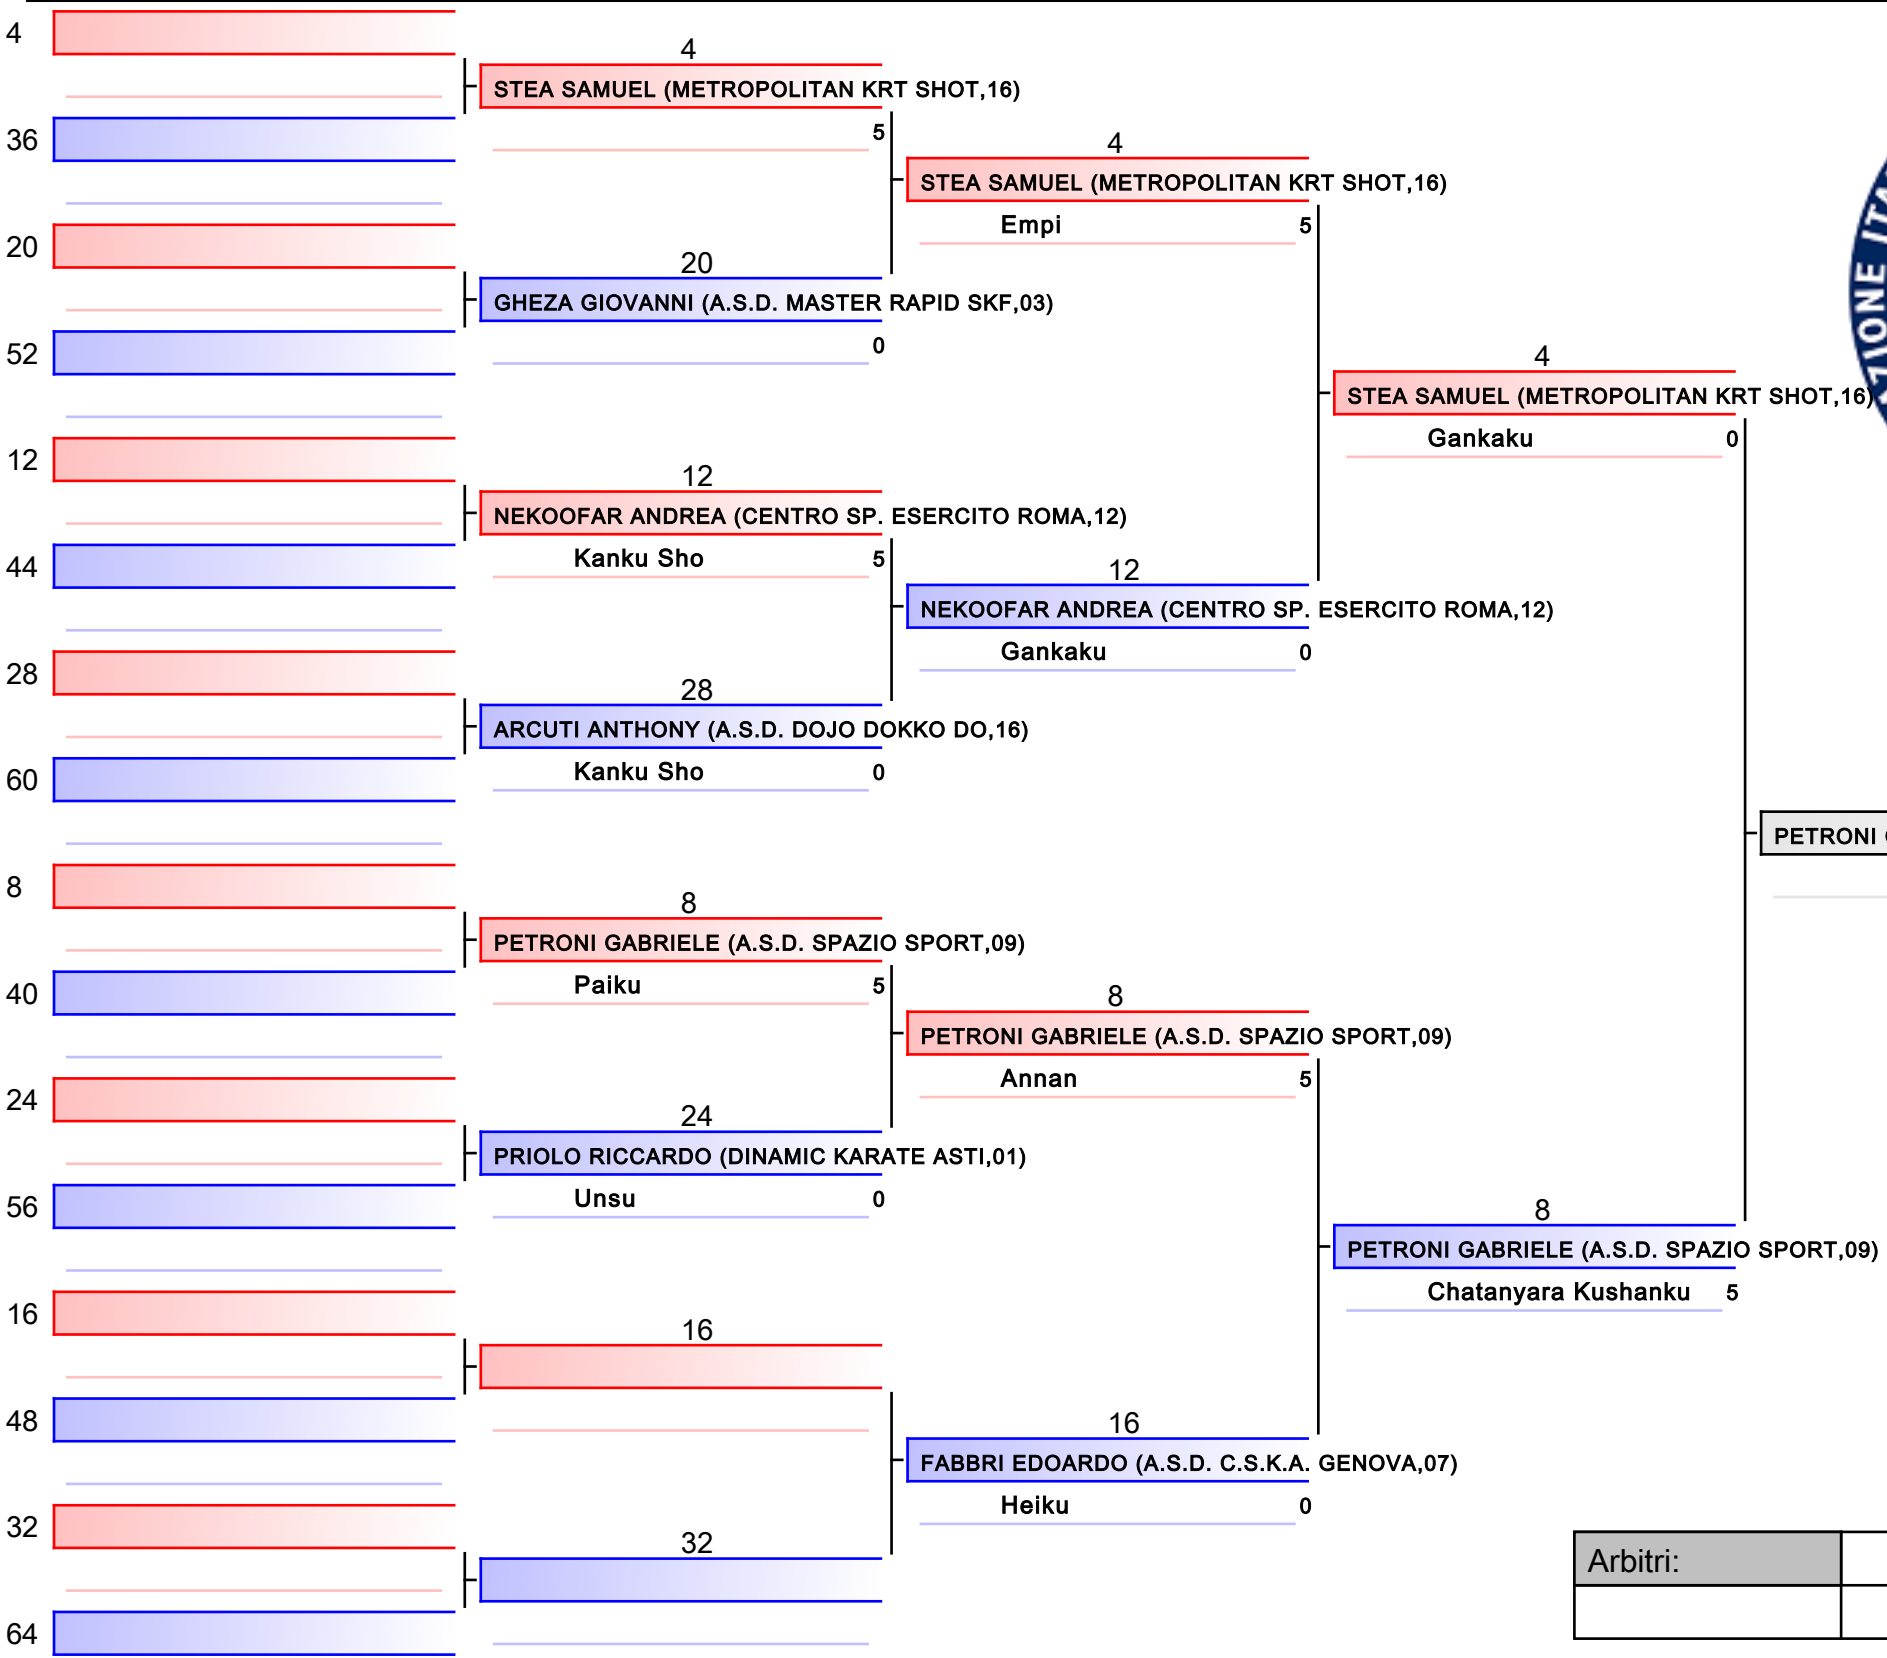 4
36
20
52
12
44
28
60
8
40
24
56
16
48
32
64
4
STEA SAMUEL (METROPOLITAN KRT SHOT,16)
5
20
GHEZA GIOVANNI (A.S.D. MASTER RAPID SKF,03)
0
12
NEKOOFAR ANDREA (CENTRO SP. ESERCITO ROMA,12)
Kanku Sho 5
28
ARCUTI ANTHONY (A.S.D. DOJO DOKKO DO,16)
Kanku Sho 0
8
PETRONI GABRIELE (A.S.D. SPAZIO SPORT,09)
Paiku 5
24
PRIOLO RICCARDO (DINAMIC KARATE ASTI,01)
Unsu 0
16
32
4
STEA SAMUEL (METROPOLITAN KRT SHOT,16)
Empi 5
12
NEKOOFAR ANDREA (CENTRO SP. ESERCITO ROMA,12)
Gankaku 0
8
PETRONI GABRIELE (A.S.D. SPAZIO SPORT,09)
Annan 5
16
FABBRI EDOARDO (A.S.D. C.S.K.A. GENOVA,07)
Heiku 0
4
STEA SAMUEL (METROPOLITAN KRT SHOT,16)
Gankaku 0
8
PETRONI GABRIELE (A.S.D. SPAZIO SPORT,09)
Chatanyara Kushanku 5
PETRONI
Arbitri: